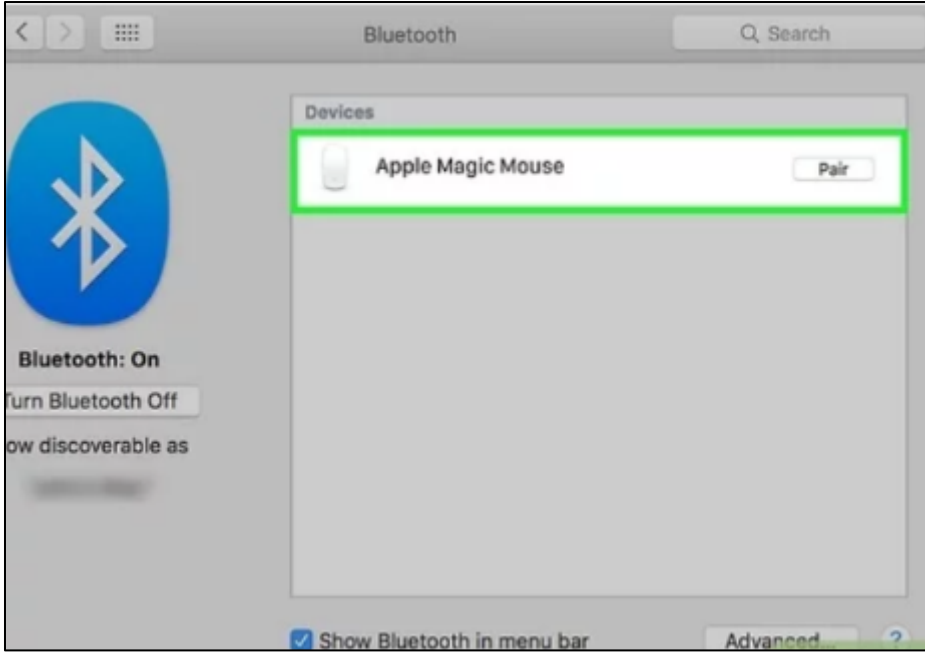 Bluetooth
Search
Devices
Apple Magic Mouse
Pair
Bluetooth: On
Turn Bluetooth Off
ow discoverable as
Show Bluetooth in menu bar
Advanced...
?